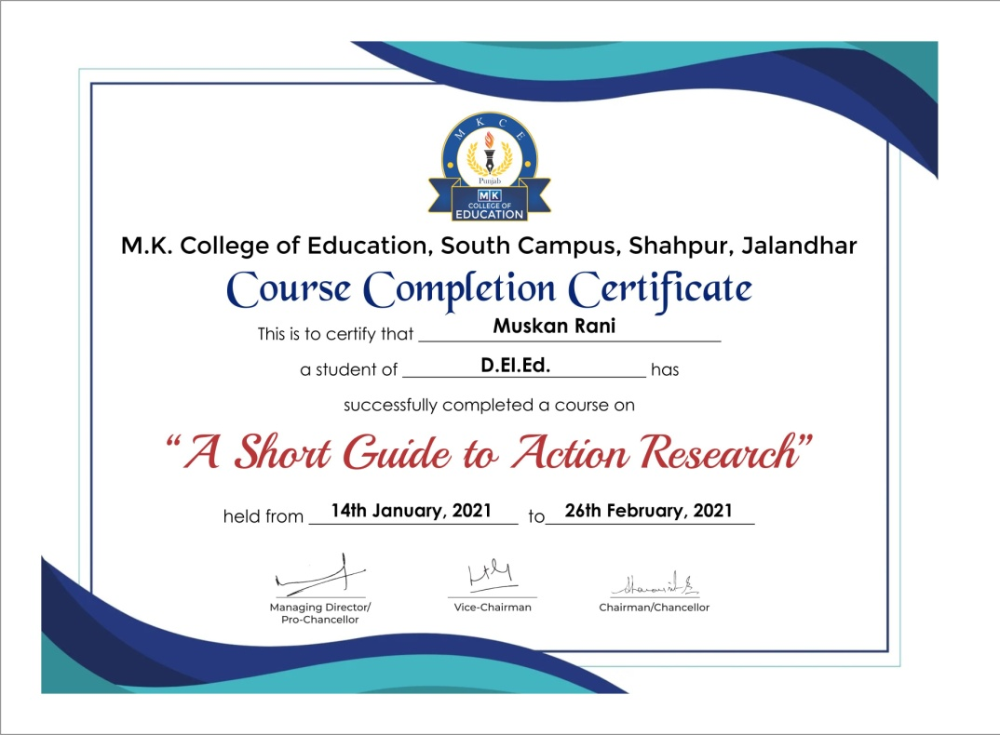 M K C E
Punjab
MK
COLLEGE OF
EDUCATION
M.K. College of Education, South Campus, Shahpur, Jalandhar
Course Completion Certificate
This is to certify that Muskan Rani
a student of D.El.Ed. has
successfully completed a course on
“A Short Guide to Action Research”
held from 14th January, 2021 to 26th February, 2021
Managing Director/ Vice-Chairman Chairman/Chancellor
Pro-Chancellor